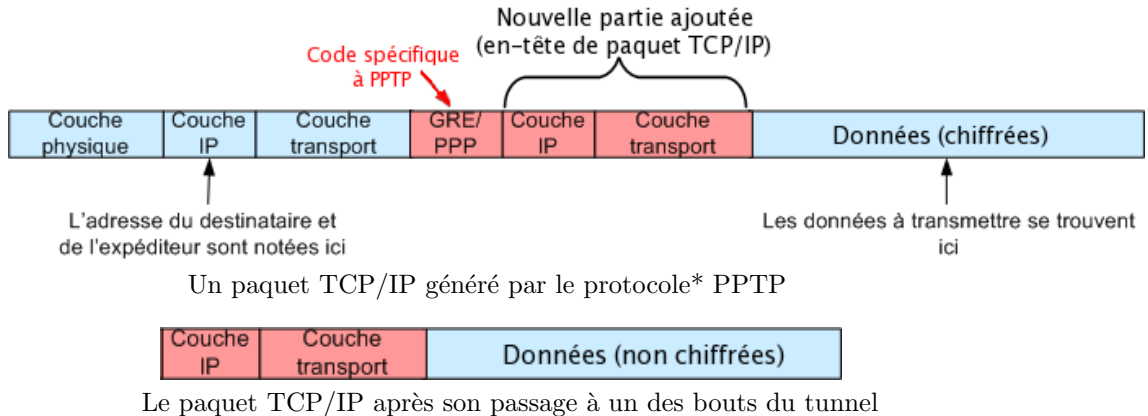 Nouvelle partie ajoutée
(en-tête de paquet TCP/IP)
Code spécifique
à PPTP
Couche
physique
Couche
IP
Couche
transport
GRE/
PPP
Couche
IP
Couche
transport
Données (chiffrées)
L'adresse du destinataire et
de l'expéditeur sont notées ici
Les données à transmettre se trouvent
ici
Un paquet TCP/IP généré par le protocole* PPTP
Couche
IP
Couche
transport
Données (non chiffrées)
Le paquet TCP/IP après son passage à un des bouts du tunnel